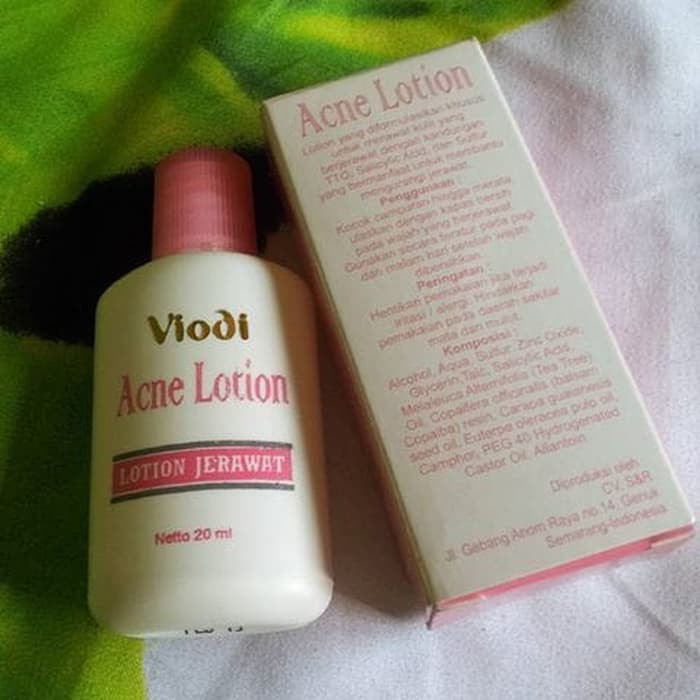 Viodi
Acne Lotion
LOTION JERAWAT
Netto 20 ml
Acne Lotion
Lotion yang diformulasikan khusus
untuk merawat kulit yang
berjerawat dengan kandungan
TTO, Salicylic Acid, dan Sulfur
yang bermanfaat untuk membantu
mengurangi jerawat.
Penggunaan :
Kocok campuran hingga merata
ulaskan dengan kapas bersih
pada wajah yang berjerawat.
Gunakan secara teratur pada pagi
dan malam hari setelah wajah
dibersihkan.
Peringatan :
Hentikan pemakaian jika terjadi
iritasi / alergi. Hindarkan
pemakaian pada daerah sekitar
mata dan mulut.
Komposisi :
Alcohol, Aqua, Sulfur, Zinc Oxide,
Glycerin, Talc, Salicylic Acid,
Melaleuca Alternifolia (Tea Tree)
Oil, Copaifera officinalis (balsam
Copaiba) resin, Carapa guaianensis
seed oil, Euterpe oleracea pulp oil,
Camphor, PEG 40 Hydrogenated
Castor Oil, Allantoin
Diproduksi oleh
CV. S&R
Jl. Gebang Anom Raya no.14, Genuk
Semarang-Indonesia